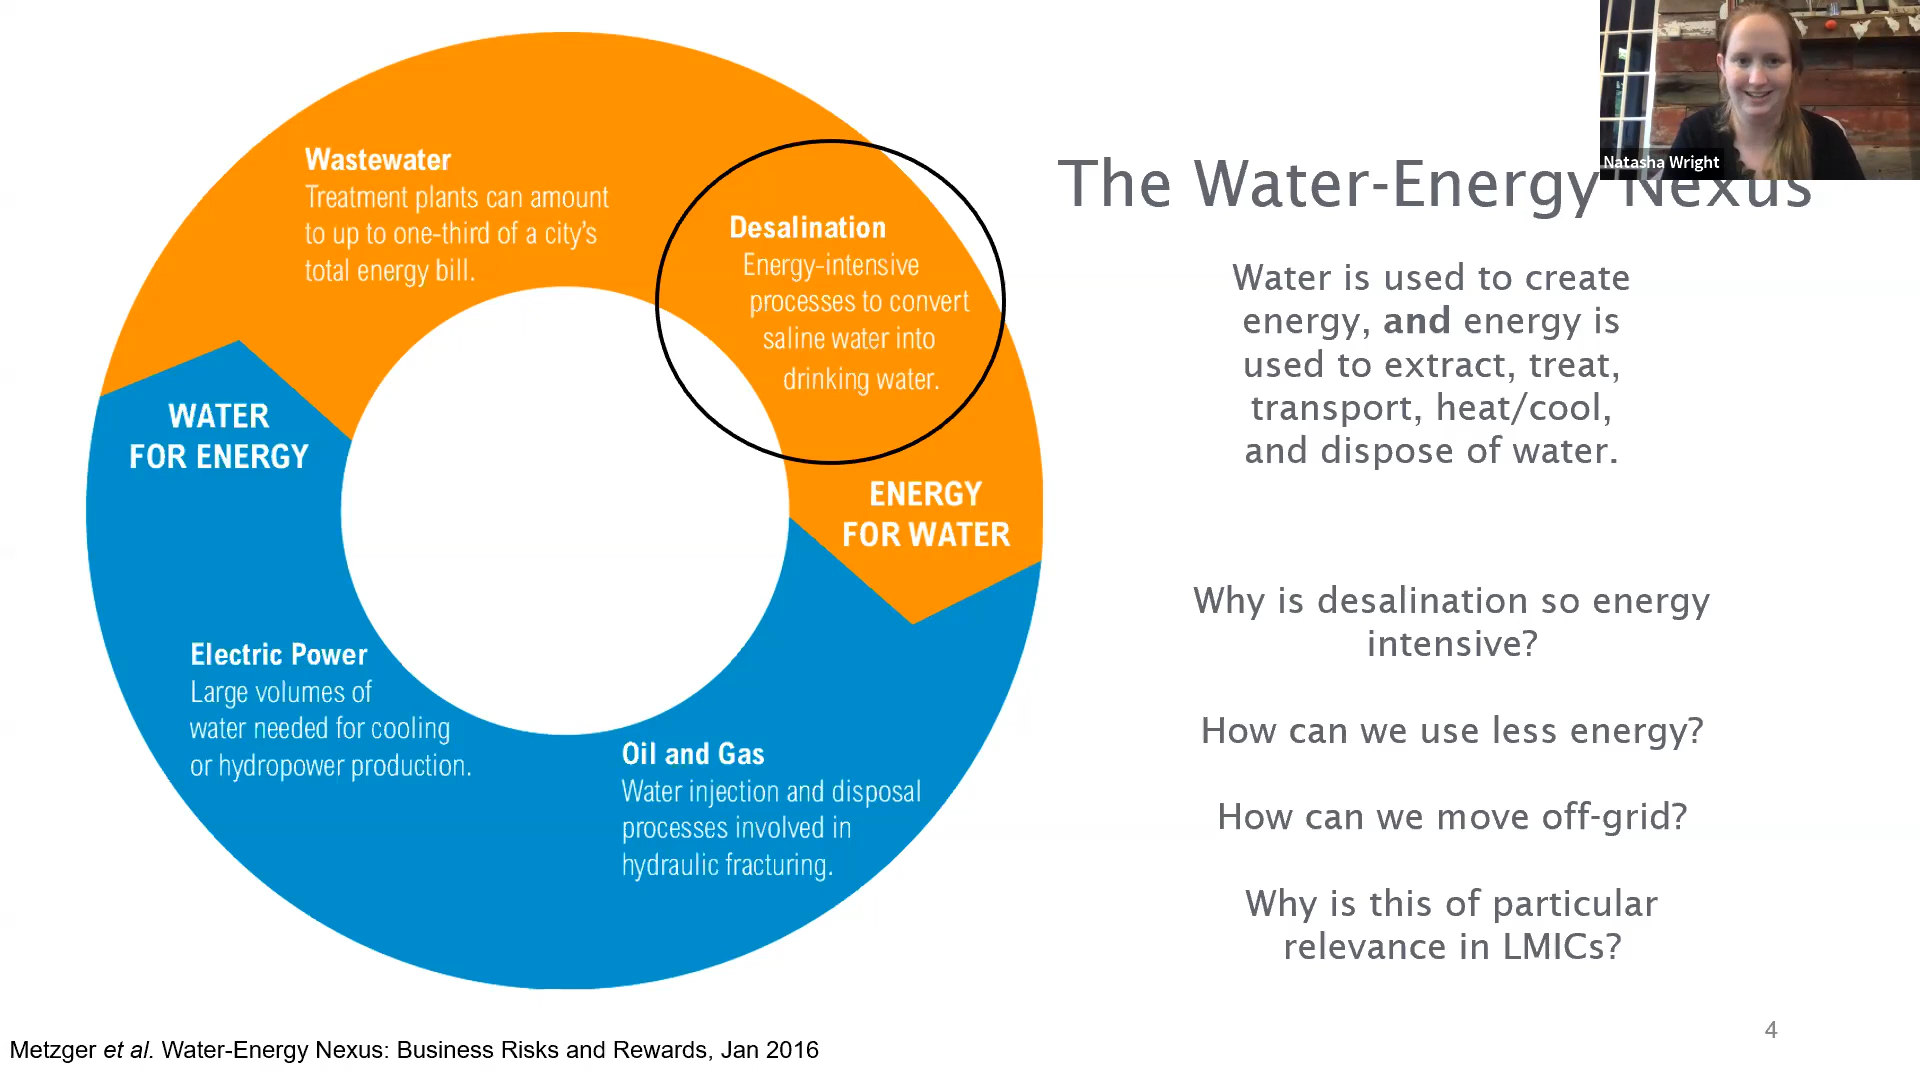 Natasha Wright
The Water-Energy Nexus
Wastewater
Treatment plants can amount
to up to one-third of a city's
total energy bill.
Desalination
Energy-intensive
processes to convert
saline water into
drinking water.
WATER
FOR ENERGY
ENERGY
FOR WATER
Electric Power
Large volumes of
water needed for cooling
or hydropower production.
Oil and Gas
Water injection and disposal
processes involved in
hydraulic fracturing.
Water is used to create
energy, and energy is
used to extract, treat,
transport, heat/cool,
and dispose of water.
Why is desalination so energy
intensive?
How can we use less energy?
How can we move off-grid?
Why is this of particular
relevance in LMICs?
4
Metzger et al. Water-Energy Nexus: Business Risks and Rewards, Jan 2016